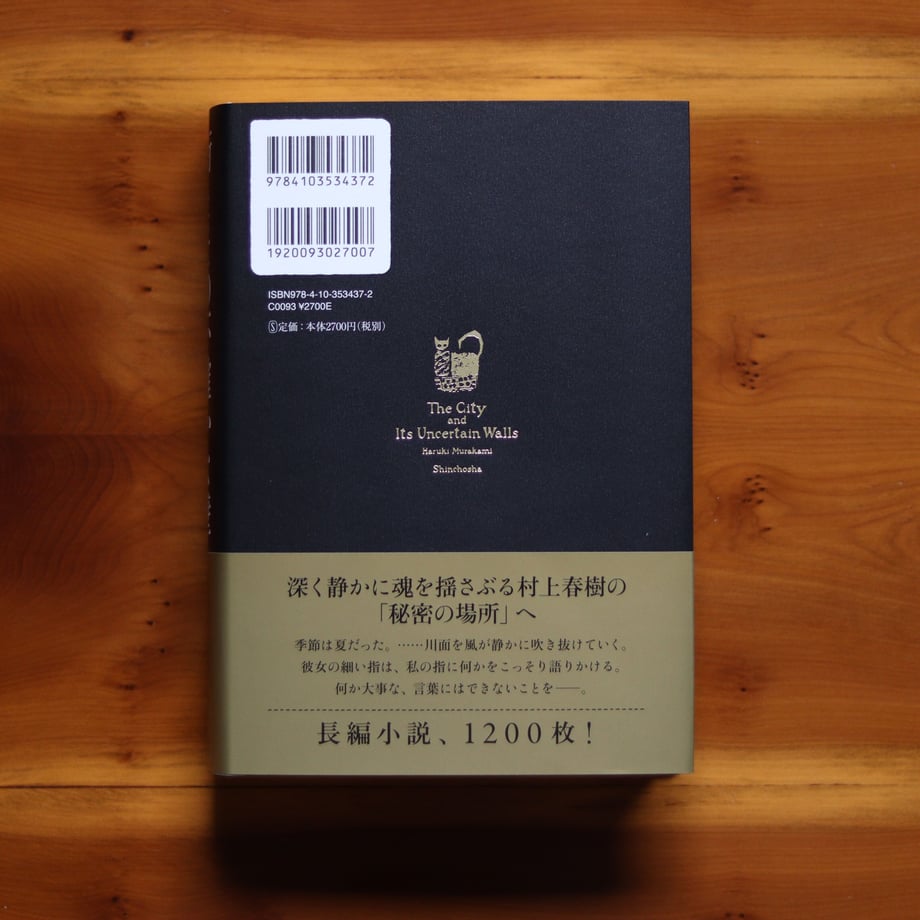 9784103534372
1920093027007
ISBN978-4-10-353437-2
C0093 ¥2700E
Ⓢ定価：本体2700円（税別）
The City
and
Its Uncertain Walls
Haruki Murakami
Shinchosha
深く静かに魂を揺さぶる村上春樹の
「秘密の場所」へ
季節は夏だった。……川面を風が静かに吹き抜けていく。
彼女の細い指は、私の指に何かをこっそり語りかける。
何か大事な、言葉にはできないことを――。
長編小説、1200枚！